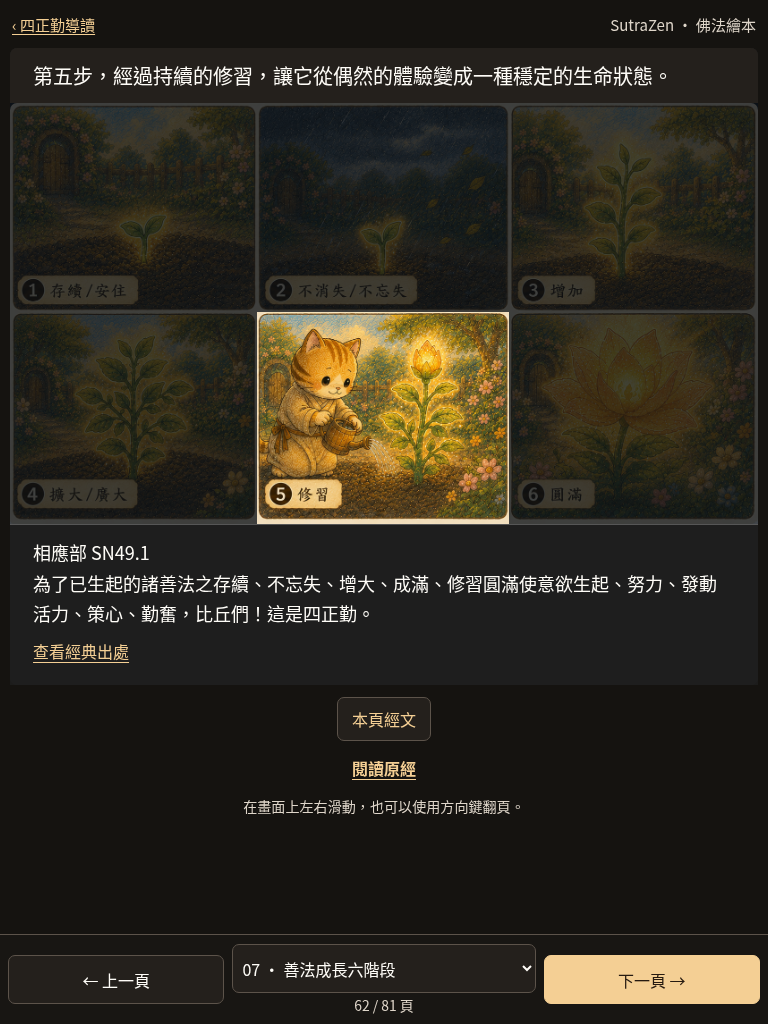 ‹ 四正勤導讀
SutraZen · 佛法繪本
第五步，經過持續的修習，讓它從偶然的體驗變成一種穩定的生命狀態。
1 存續/安住
2 不消失/不忘失
3 增加
4 擴大/廣大
5 修習
6 圓滿
相應部 SN49.1
為了已生起的諸善法之存續、不忘失、增大、成滿、修習圓滿使意欲生起、努力、發動
活力、策心、勤奮，比丘們！這是四正勤。
查看經典出處
本頁經文
閱讀原經
在畫面上左右滑動，也可以使用方向鍵翻頁。
← 上一頁
07 · 善法成長六階段
下一頁 →
62 / 81 頁